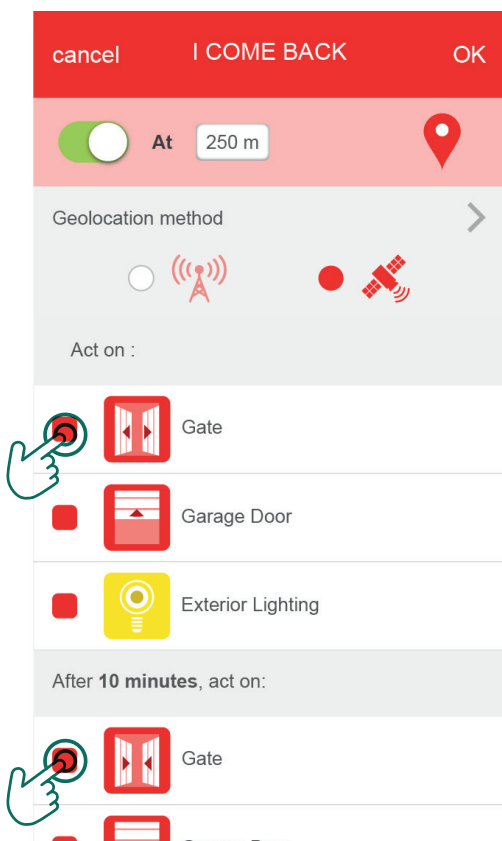 cancel I COME BACK OK
At 250 m
Geolocation method
Act on :
Gate
Garage Door
Exterior Lighting
After 10 minutes, act on:
Gate